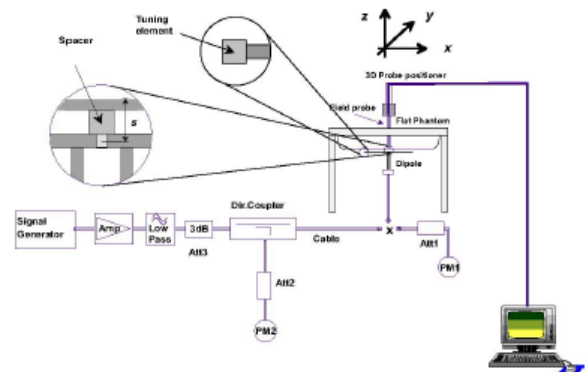 Tuning
element
Spacer
z
y
x
3D Probe positioner
Field probe
Flat Phantom
s
Dipole
Signal
Generator
Amp
Low
Pass
3dB
Att3
Dir.Coupler
Cable
x
Att1
PM1
Att2
PM2